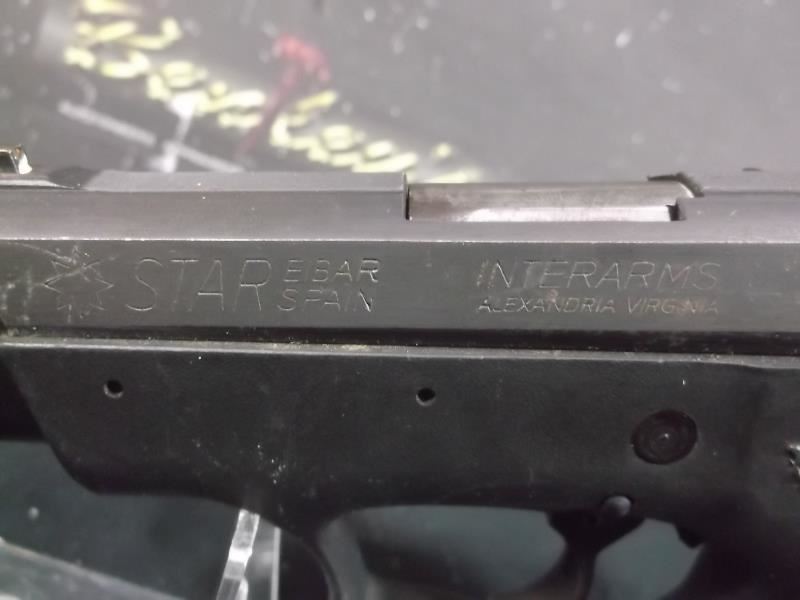 STAR EIBAR
SPAIN
INTERARMS
ALEXANDRIA VIRGINIA